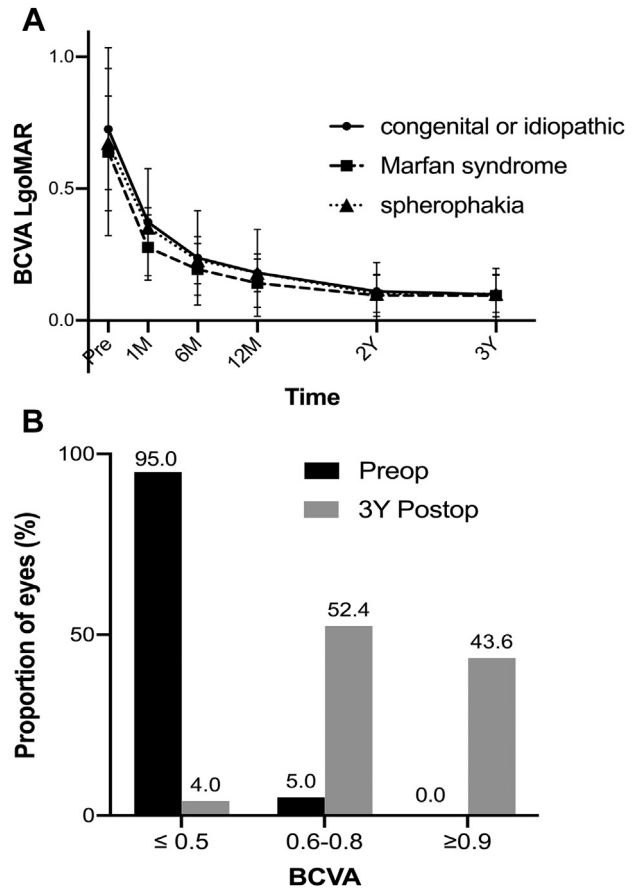 A
1.0
0.5
0.0
BCVA LgoMAR
congenital or idiopathic
Marfan syndrome
spherophakia
Pre 1M 6M 12M 2Y 3Y
Time
B
100
50
0
Proportion of eyes (%)
Preop
3Y Postop
95.0
4.0
5.0
52.4
0.0
43.6
≤ 0.5 0.6-0.8 ≥0.9
BCVA